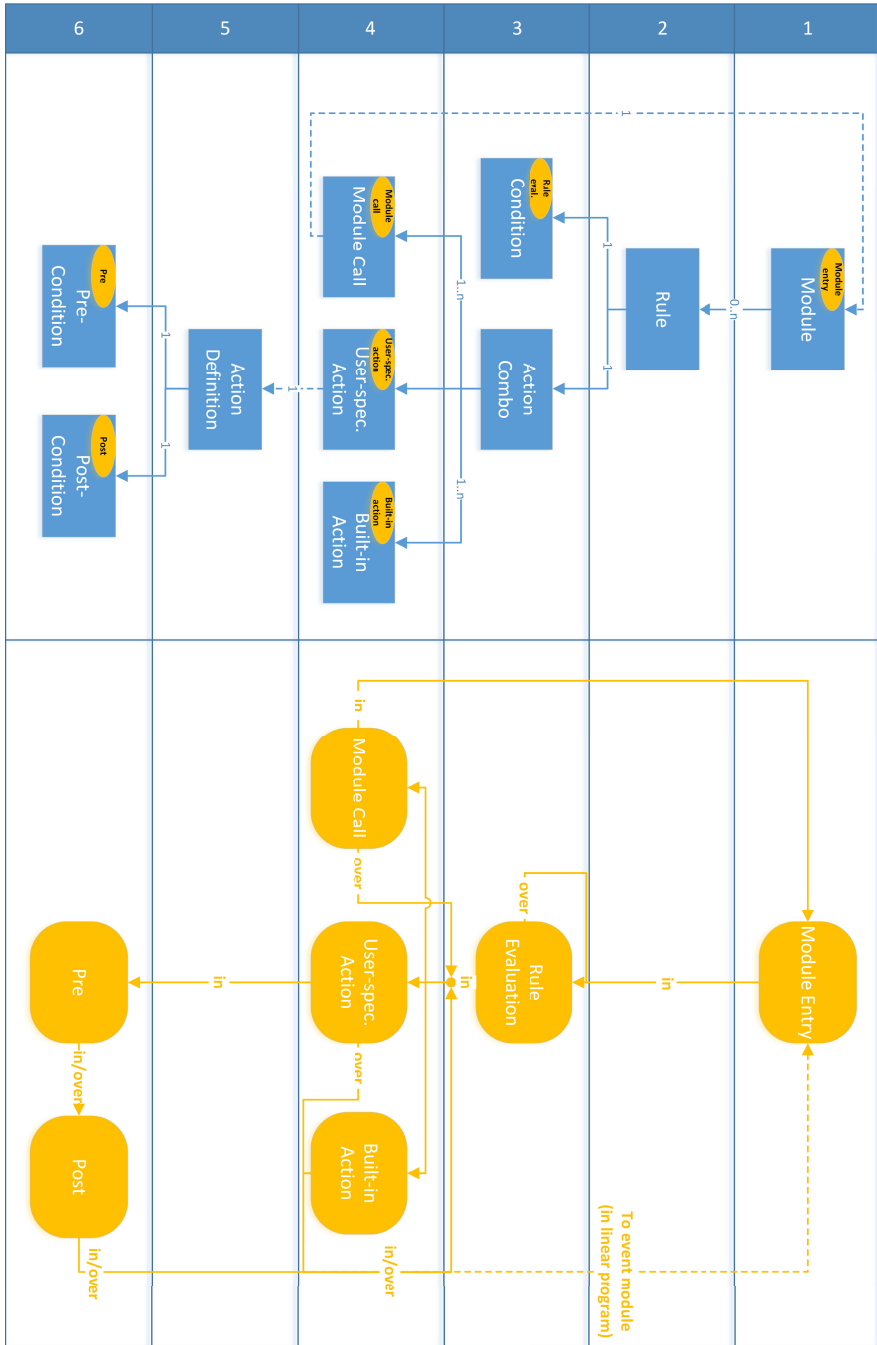 1
Module
entry
Module
0..n
2
Rule
1
1
3
Rule
eval.
Condition
Action
Combo
1..n
1..n
1
4
Module
call
Module Call
User-spec.
action
User-spec.
Action
Built-in
action
Built-in
Action
1
5
Action
Definition
1
1
6
Pre
Pre-
Condition
Post
Post-
Condition
Module Entry
in
To event module
(in linear program)
over
Rule
Evaluation
in
in
Module Call
over
User-spec.
Action
over
Built-in
Action
in/over
in
Pre
in/over
Post
in/over